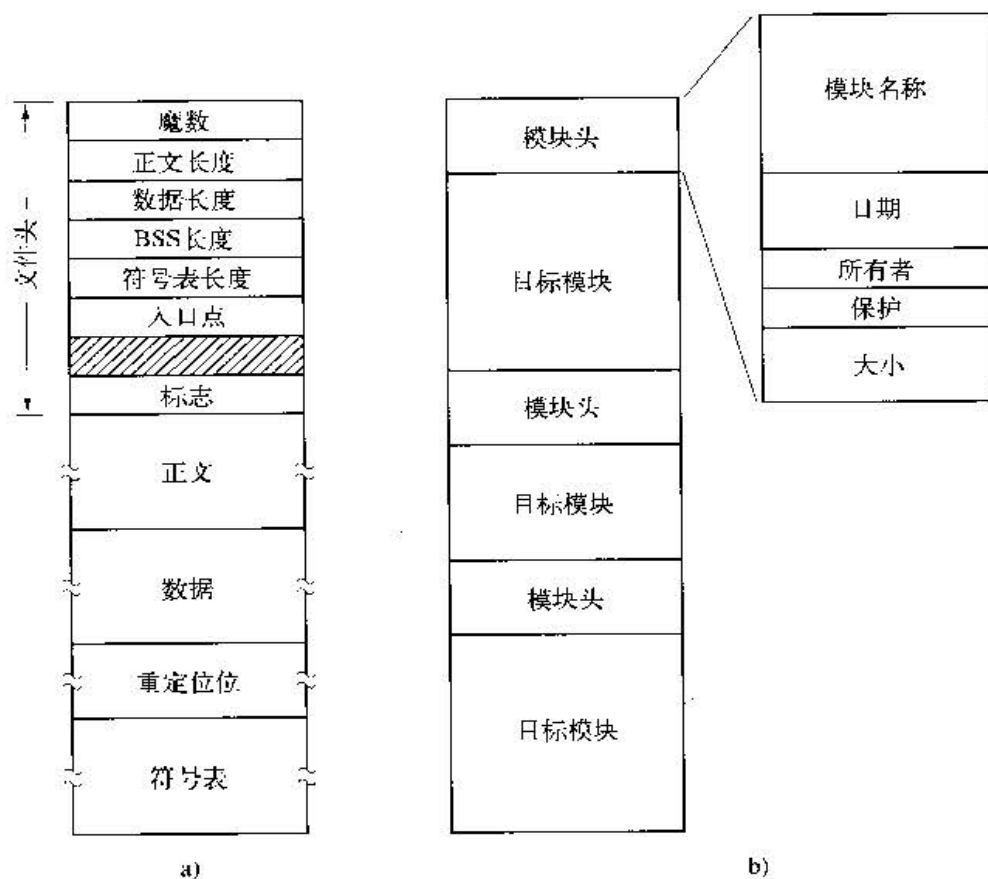 文件头
魔数
正文长度
数据长度
BSS长度
符号表长度
入口点
标志
正文
数据
重定位位
符号表
a)
模块头
目标模块
模块头
目标模块
模块头
目标模块
b)
模块名称
日期
所有者
保护
大小